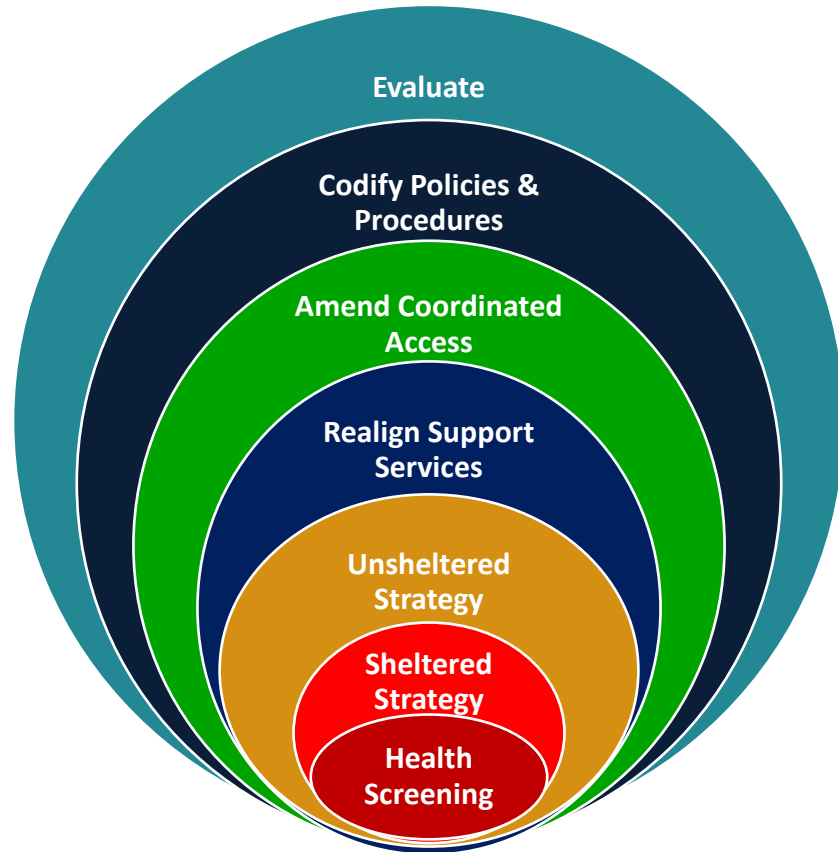 Evaluate
Codify Policies &
Procedures
Amend Coordinated
Access
Realign Support
Services
Unsheltered
Strategy
Sheltered
Strategy
Health
Screening